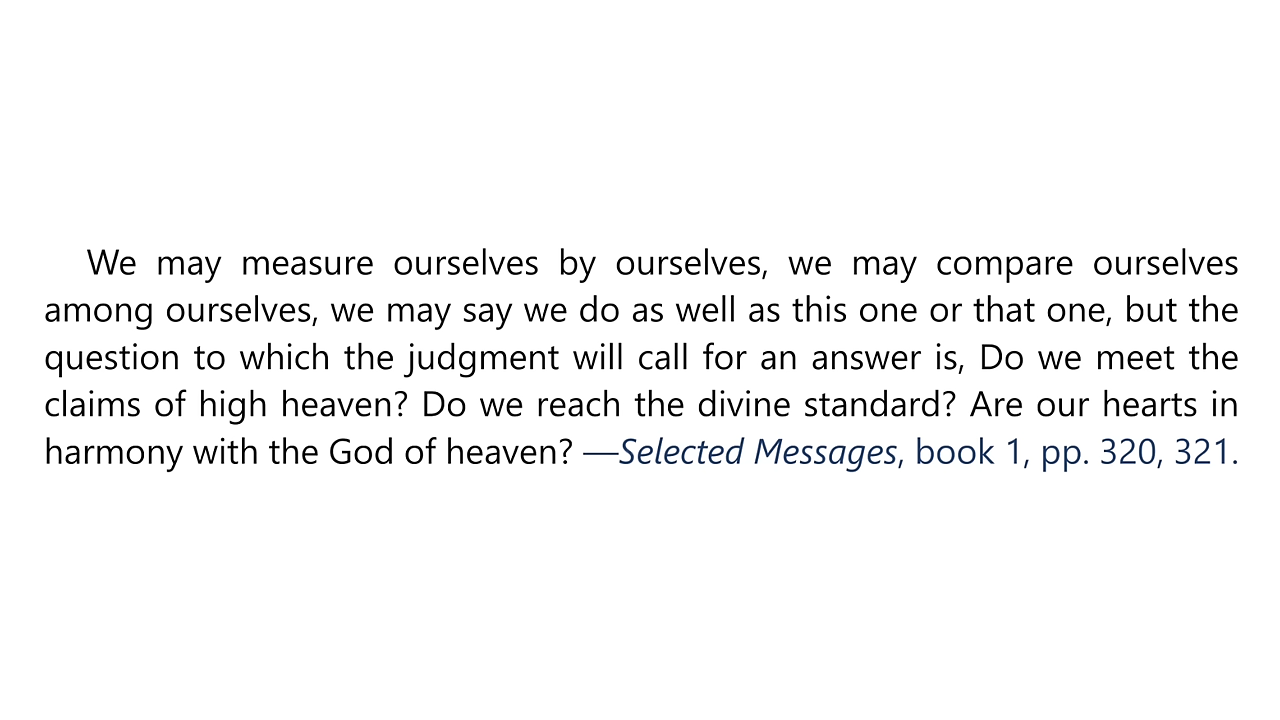 We may measure ourselves by ourselves, we may compare ourselves
among ourselves, we may say we do as well as this one or that one, but the
question to which the judgment will call for an answer is, Do we meet the
claims of high heaven? Do we reach the divine standard? Are our hearts in
harmony with the God of heaven? —Selected Messages, book 1, pp. 320, 321.